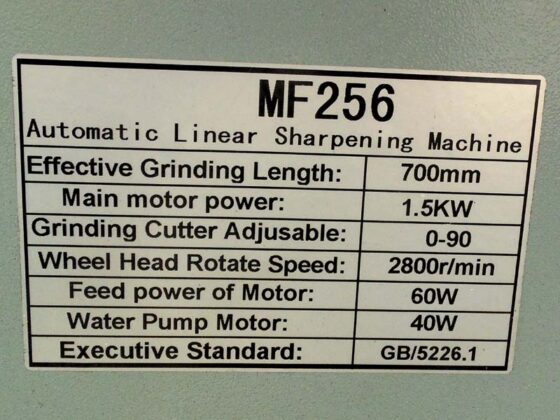 MF256
Automatic Linear Sharpening Machine
Effective Grinding Length: 700mm
Main motor power: 1.5KW
Grinding Cutter Adjusable: 0-90
Wheel Head Rotate Speed: 2800r/min
Feed power of Motor: 60W
Water Pump Motor: 40W
Executive Standard: GB/5226.1